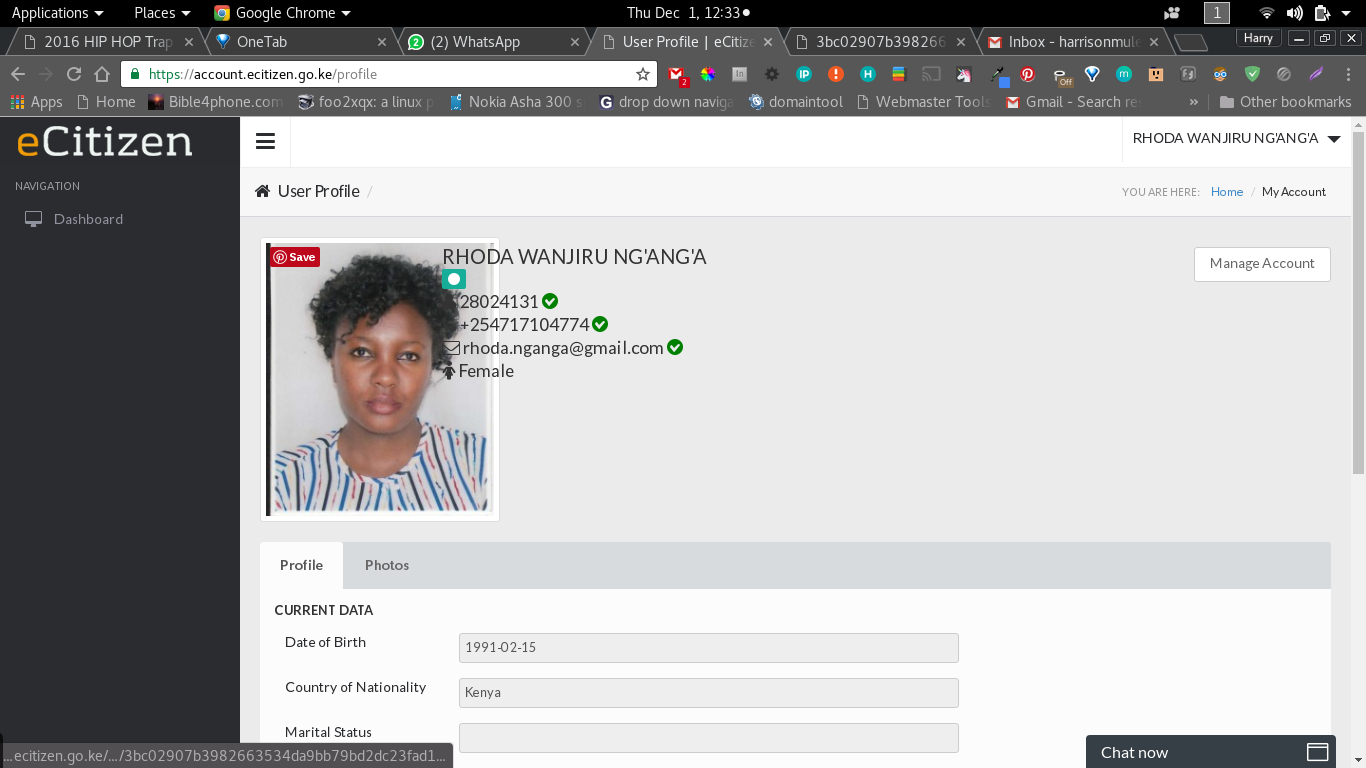 Applications Places Google Chrome Thu Dec 1, 12:33 1
2016 HIP HOP Trap OneTab (2) WhatsApp User Profile | eCitize 3bc02907b398266 Inbox - harrisonmule Harry
https://account.ecitizen.go.ke/profile
Apps Home Bible4phone.com foo2xqx: a linux p Nokia Asha 300 s drop down naviga domaintool Webmaster Tools Gmail - Search res » Other bookmarks
eCitizen
RHODA WANJIRU NG'ANG'A
NAVIGATION
Dashboard
User Profile /
YOU ARE HERE: Home / My Account
Save
RHODA WANJIRU NG'ANG'A
Manage Account
28024131
+254717104774
rhoda.nganga@gmail.com
Female
Profile Photos
CURRENT DATA
Date of Birth 1991-02-15
Country of Nationality Kenya
Marital Status
...ecitizen.go.ke/.../3bc02907b3982663534da9bb79bd2dc23fad1...
Chat now